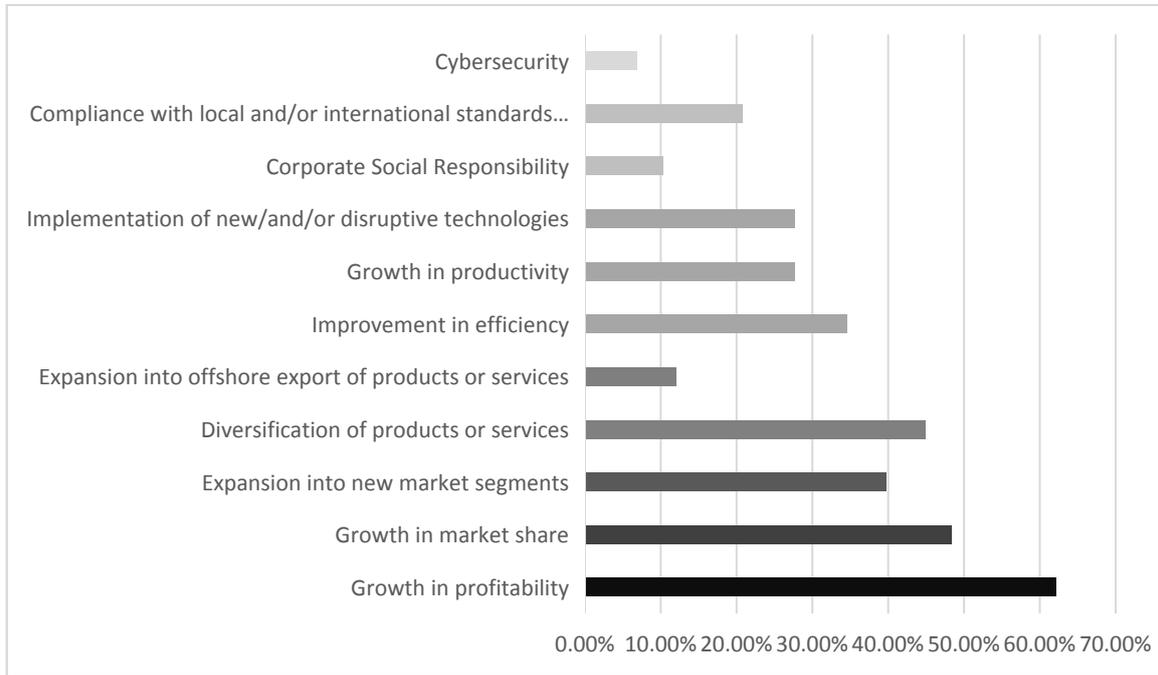 Cybersecurity
Compliance with local and/or international standards...
Corporate Social Responsibility
Implementation of new/and/or disruptive technologies
Growth in productivity
Improvement in efficiency
Expansion into offshore export of products or services
Diversification of products or services
Expansion into new market segments
Growth in market share
Growth in profitability
0.00% 10.00% 20.00% 30.00% 40.00% 50.00% 60.00% 70.00%